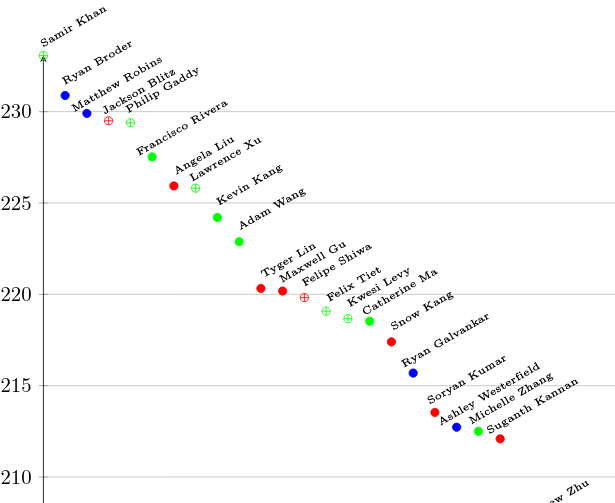 Samir Khan
Ryan Broder
Matthew Robins
Jackson Blitz
Philip Gaddy
230
Francisco Rivera
Angela Liu
Lawrence Xu
225
Kevin Kang
Adam Wang
Tyger Lin
Maxwell Gu
Felipe Shiwa
220
Felix Tiet
Kwesi Levy
Catherine Ma
Snow Kang
Ryan Galvankar
215
Soryan Kumar
Ashley Westerfield
Michelle Zhang
Suganth Kannan
210
Zhu